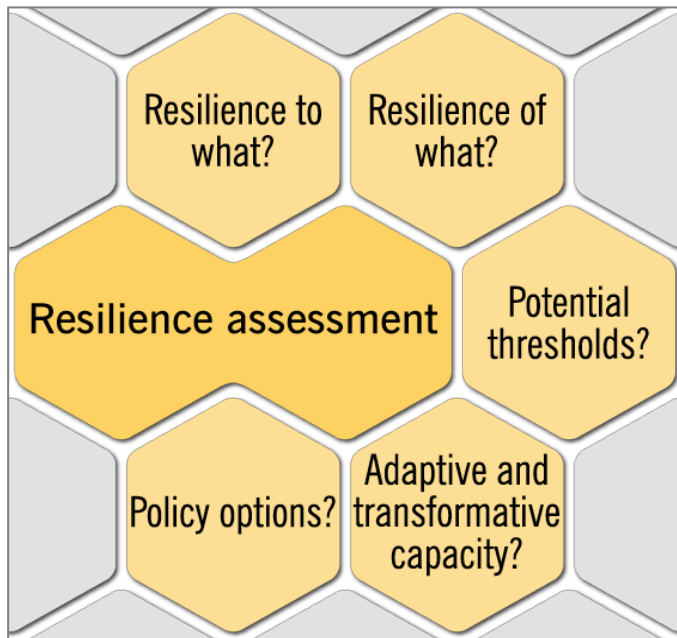 Resilience to
what?
Resilience of
what?
Resilience assessment
Potential
thresholds?
Policy options?
Adaptive and
transformative
capacity?